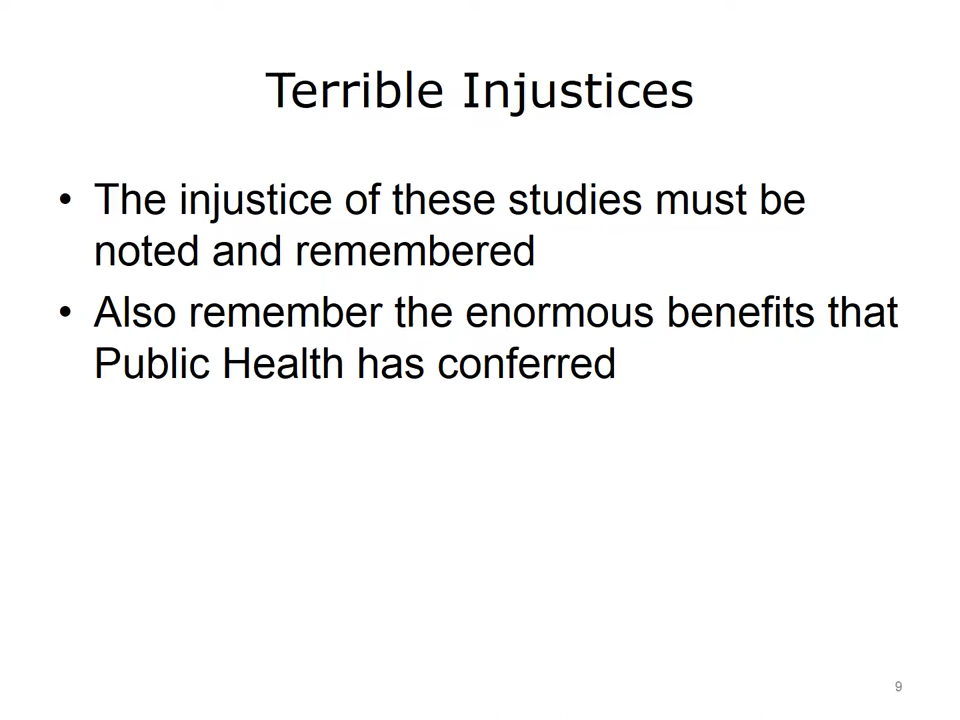 Terrible Injustices
• The injustice of these studies must be
noted and remembered
• Also remember the enormous benefits that
Public Health has conferred
9